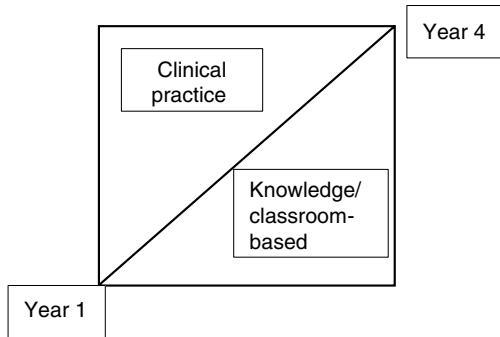 Year 4
Clinical
practice
Knowledge/
classroom-
based
Year 1